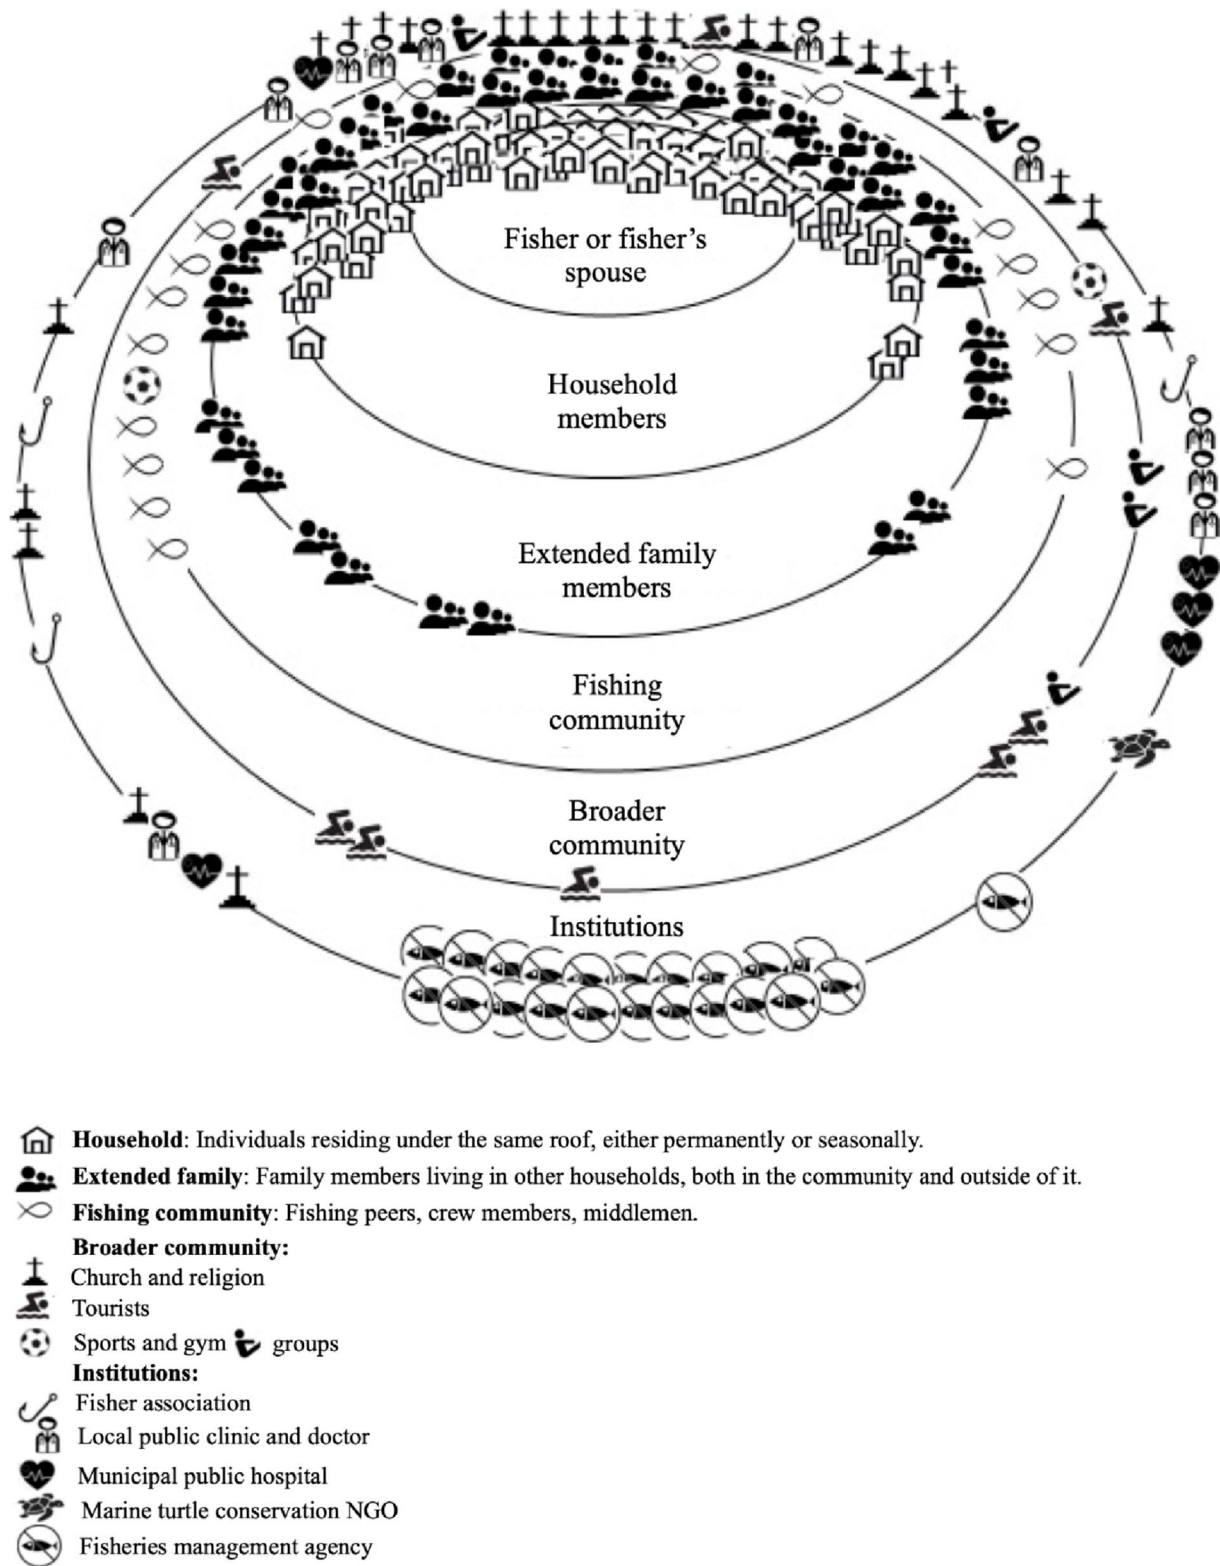 Fisher or fisher’s
spouse
Household
members
Extended family
members
Fishing
community
Broader
community
Institutions
Household: Individuals residing under the same roof, either permanently or seasonally.
Extended family: Family members living in other households, both in the community and outside of it.
Fishing community: Fishing peers, crew members, middlemen.
Broader community:
Church and religion
Tourists
Sports and gym groups
Institutions:
Fisher association
Local public clinic and doctor
Municipal public hospital
Marine turtle conservation NGO
Fisheries management agency